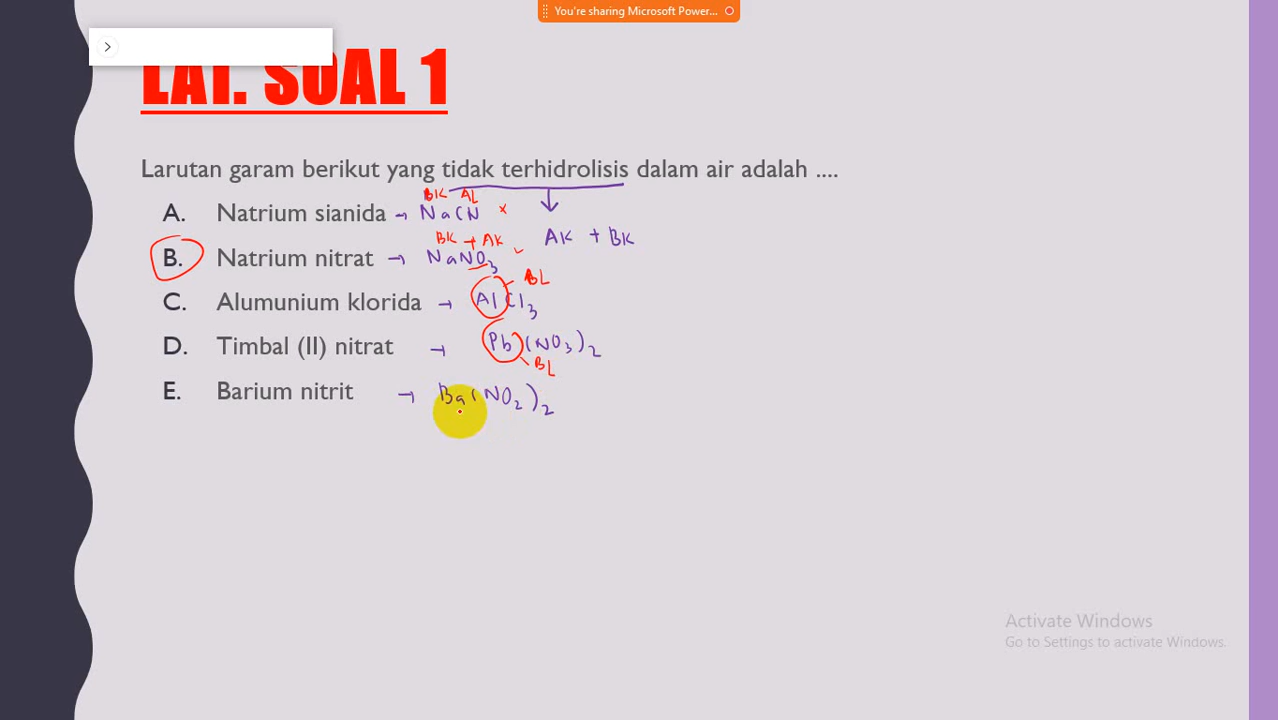 You're sharing Microsoft Power...
LAT. SOAL 1
Larutan garam berikut yang tidak terhidrolisis dalam air adalah ....
BK AL
A. Natrium sianida → NaCN ×
AK + BK
BK + AK
B. Natrium nitrat → NaNO3 ✓
BL
C. Alumunium klorida → AlCl3
D. Timbal (II) nitrat → Pb(NO3)2
BL
E. Barium nitrit → Ba(NO2)2
Activate Windows
Go to Settings to activate Windows.